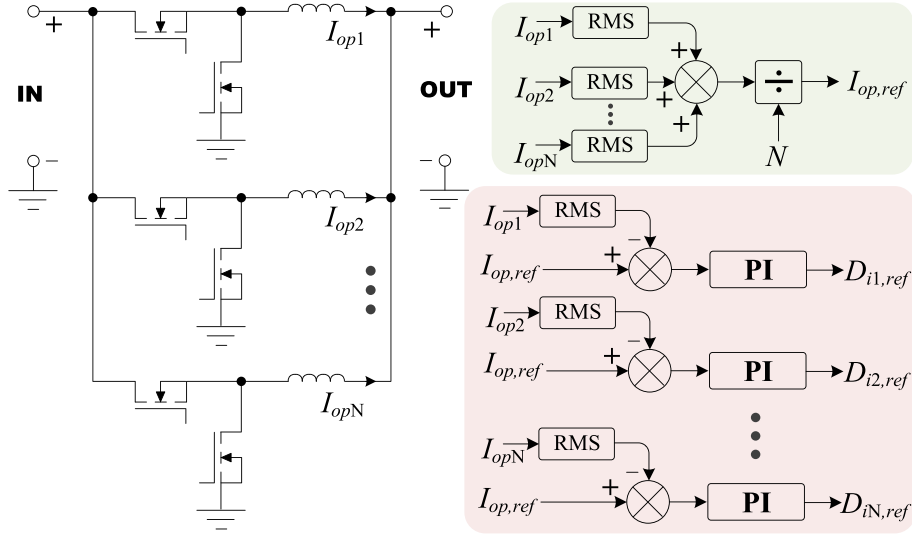 +
IN
−
I_op1
I_op2
I_opN
+
OUT
−
I_op1 RMS
+
I_op2 RMS + ÷ I_op,ref
+
I_opN RMS N
I_op1 RMS −
I_op,ref + PI D_i1,ref
I_op2 RMS −
I_op,ref + PI D_i2,ref
I_opN RMS −
I_op,ref + PI D_iN,ref